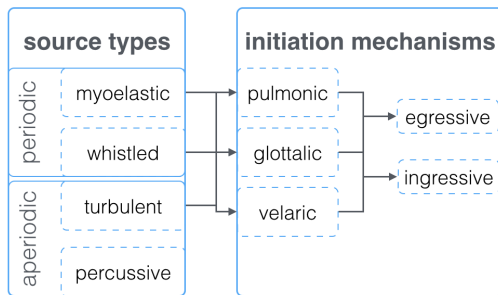 source types
periodic
myoelastic
whistled
aperiodic
turbulent
percussive
initiation mechanisms
pulmonic
glottalic
velaric
egressive
ingressive